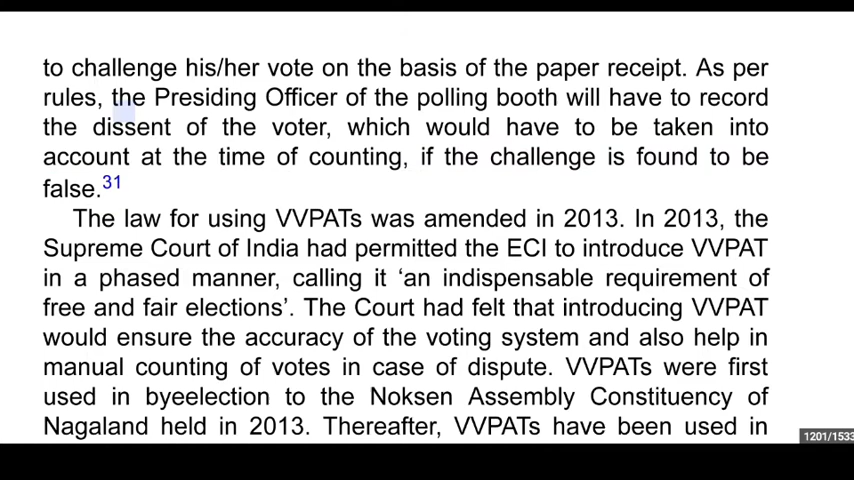 to challenge his/her vote on the basis of the paper receipt. As per
rules, the Presiding Officer of the polling booth will have to record
the dissent of the voter, which would have to be taken into
account at the time of counting, if the challenge is found to be
false.31
The law for using VVPATs was amended in 2013. In 2013, the
Supreme Court of India had permitted the ECI to introduce VVPAT
in a phased manner, calling it ‘an indispensable requirement of
free and fair elections’. The Court had felt that introducing VVPAT
would ensure the accuracy of the voting system and also help in
manual counting of votes in case of dispute. VVPATs were first
used in byeelection to the Noksen Assembly Constituency of
Nagaland held in 2013. Thereafter, VVPATs have been used in
1201/1533